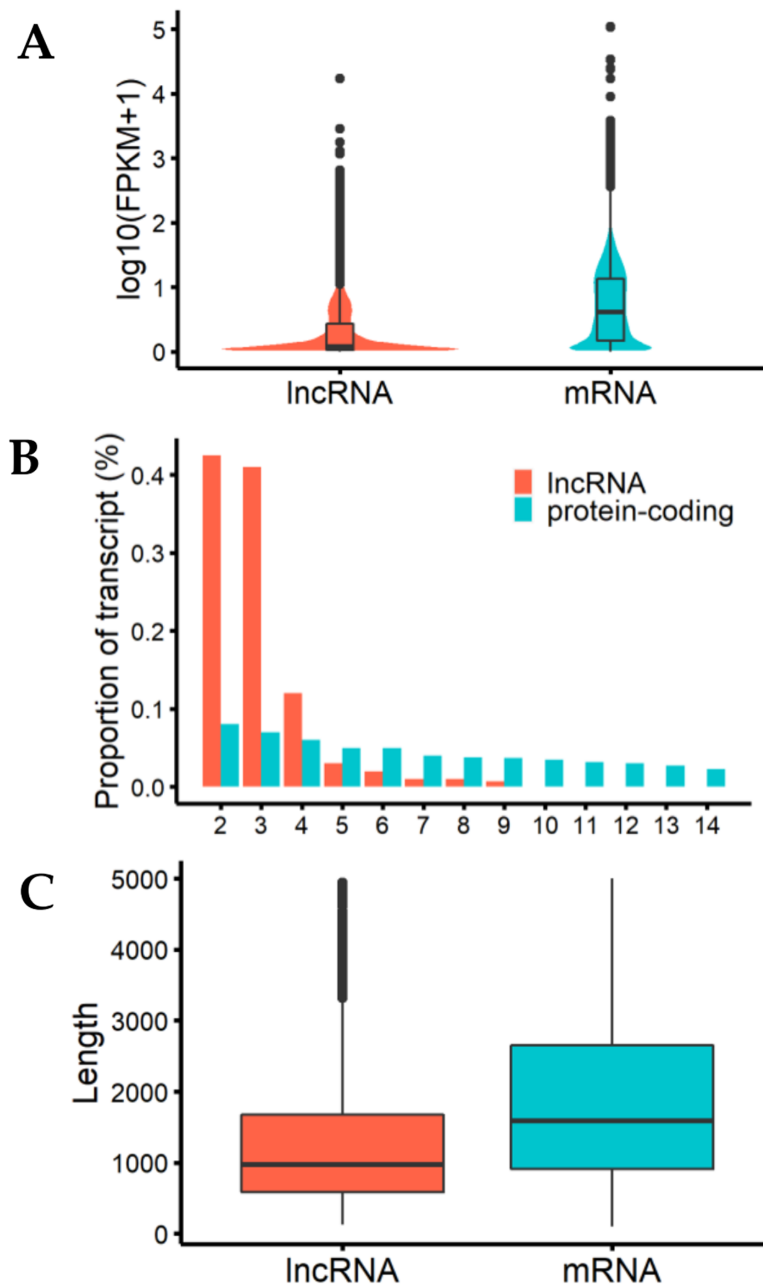 A
log10(FPKM+1)
5
4
3
2
1
0
lncRNA mRNA
B
Proportion of transcript (%)
0.4
0.3
0.2
0.1
0.0
lncRNA
protein-coding
2 3 4 5 6 7 8 9 10 11 12 13 14
C
Length
5000
4000
3000
2000
1000
0
lncRNA mRNA